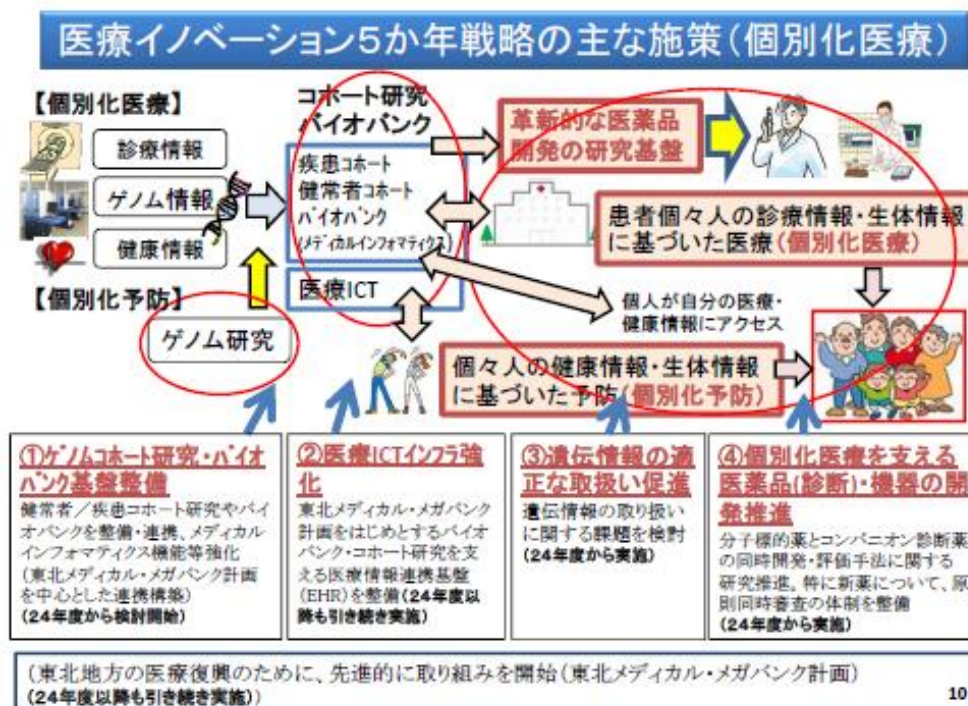 医療イノベーション5か年戦略の主な施策(個別化医療)
【個別化医療】
診療情報
ゲノム情報
健康情報
【個別化予防】
ゲノム研究
コホート研究
バイオバンク
疾患コホート
健常者コホート
バイオバンク
(メディカルインフォマティクス)
医療ICT
革新的な医薬品
開発の研究基盤
患者個々人の診療情報・生体情報
に基づいた医療(個別化医療)
個人が自分の医療・
健康情報にアクセス
個々人の健康情報・生体情報
に基づいた予防(個別化予防)
①ゲノムコホート研究・バイオ
バンク基盤整備
健常者／疾患コホート研究やバイ
オバンクを整備・連携、メディカル
インフォマティクス機能等強化
(東北メディカル・メガバンク計画
を中心とした連携構築)
(24年度から検討開始)
②医療ICTインフラ強
化
東北メディカル・メガバンク
計画をはじめとするバイオ
バンク・コホート研究を支
える医療情報連携基盤
(EHR)を整備(24年度以
降も引き続き実施)
③遺伝情報の適
正な取扱い促進
遺伝情報の取り扱い
に関する課題を検討
(24年度から実施)
④個別化医療を支える
医薬品(診断)・機器の開
発推進
分子標的薬とコンパニオン診断薬
の同時開発・評価手法に関する
研究推進。特に新薬について、原
則同時審査の体制を整備
(24年度から実施)
(東北地方の医療復興のために、先進的に取り組みを開始(東北メディカル・メガバンク計画)
(24年度以降も引き続き実施))
10